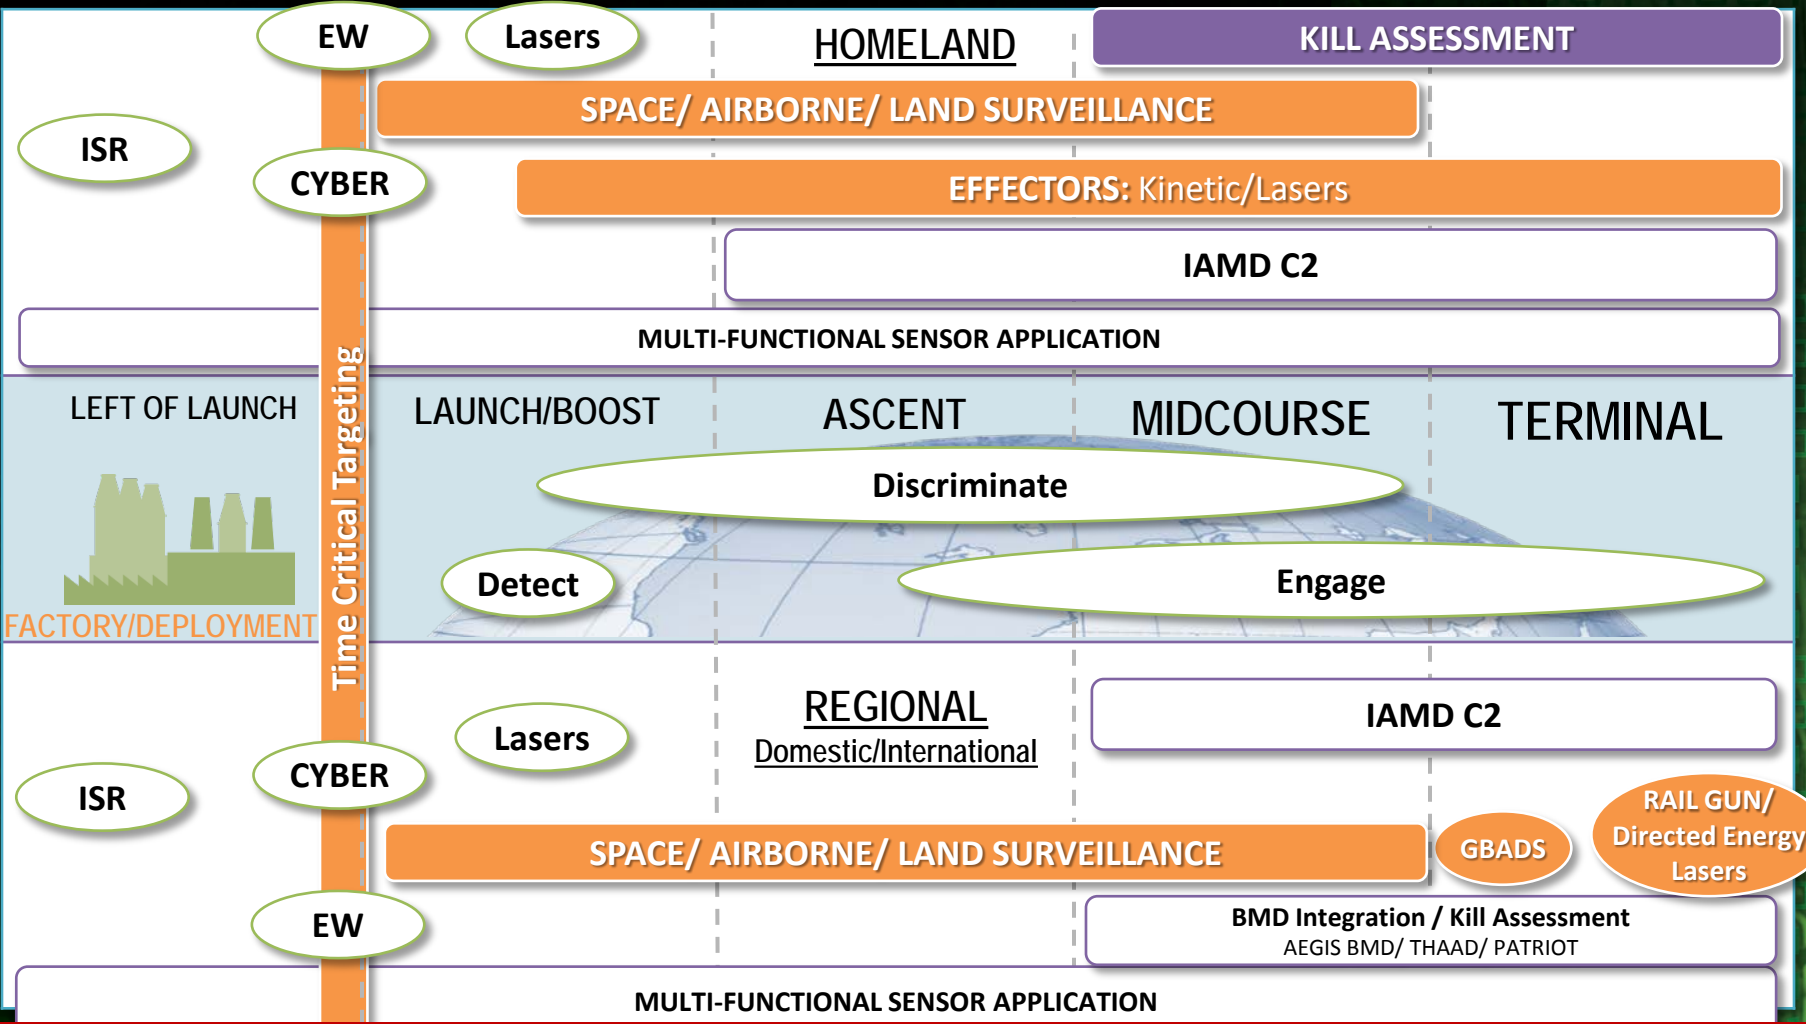 EW
Lasers
HOMELAND
KILL ASSESSMENT
SPACE/ AIRBORNE/ LAND SURVEILLANCE
ISR
CYBER
EFFECTORS: Kinetic/Lasers
IAMD C2
MULTI-FUNCTIONAL SENSOR APPLICATION
Time Critical Targeting
LEFT OF LAUNCH
LAUNCH/BOOST
ASCENT
MIDCOURSE
TERMINAL
Discriminate
Detect
Engage
FACTORY/DEPLOYMENT
REGIONAL
Domestic/International
IAMD C2
Lasers
CYBER
ISR
RAIL GUN/
Directed Energy
Lasers
SPACE/ AIRBORNE/ LAND SURVEILLANCE
GBADS
EW
BMD Integration / Kill Assessment
AEGIS BMD/ THAAD/ PATRIOT
MULTI-FUNCTIONAL SENSOR APPLICATION